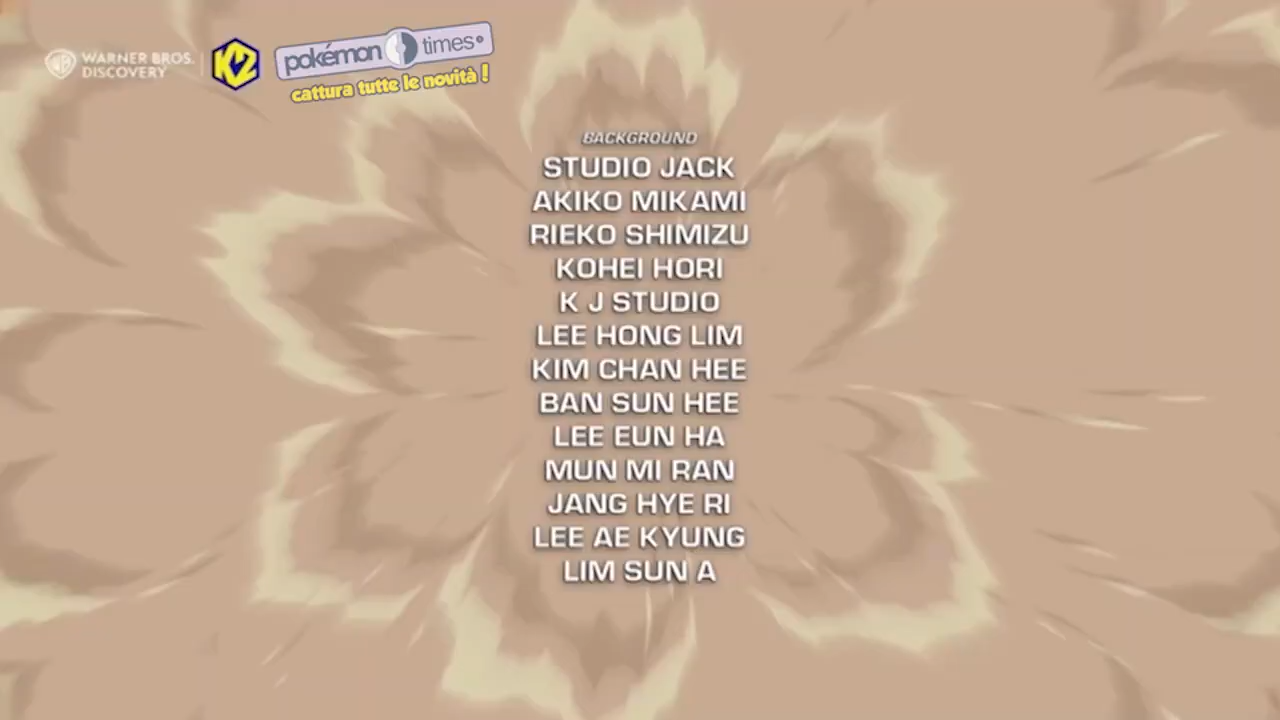 WARNER BROS.
DISCOVERY
K2
pokémon times
cattura tutte le novità!
BACKGROUND
STUDIO JACK
AKIKO MIKAMI
RIEKO SHIMIZU
KOHEI HORI
K J STUDIO
LEE HONG LIM
KIM CHAN HEE
BAN SUN HEE
LEE EUN HA
MUN MI RAN
JANG HYE RI
LEE AE KYUNG
LIM SUN A